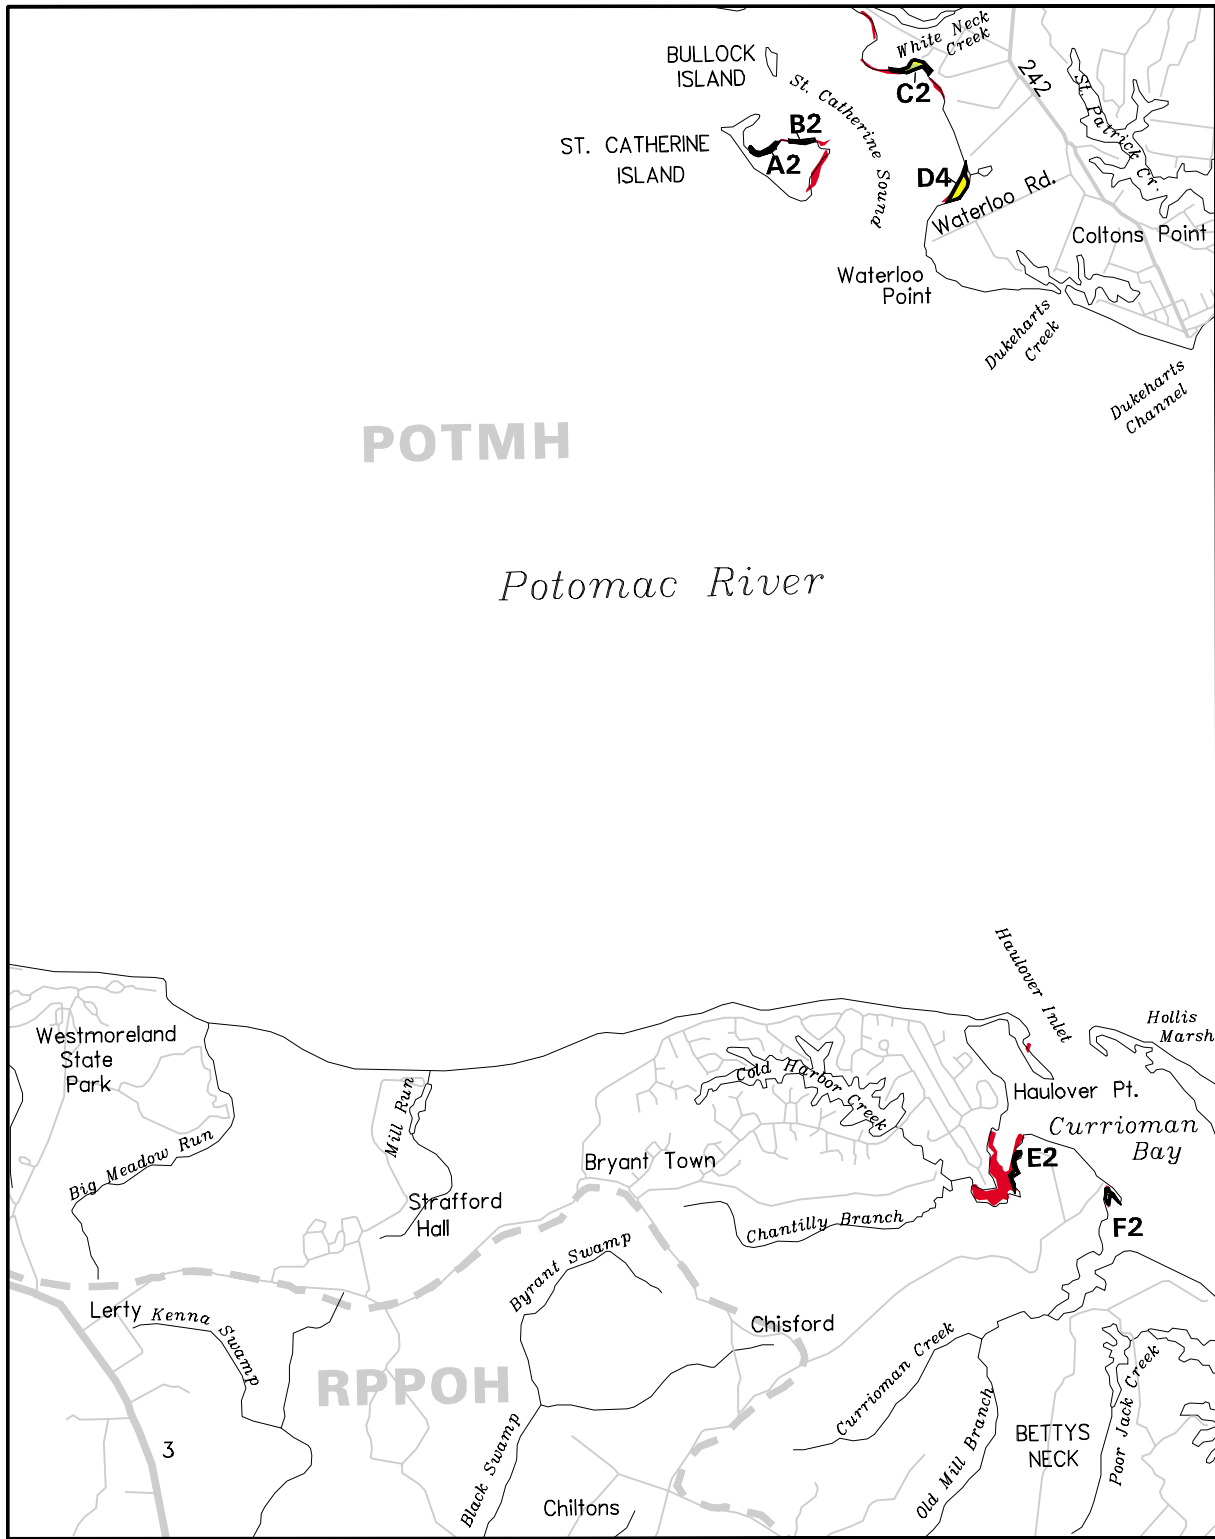 White Neck
Creek
BULLOCK
ISLAND
242
St. Patrick Cr.
C2
St. Catherine Sound
B2
ST. CATHERINE
ISLAND
A2
D4
Waterloo Rd.
Coltons Point
Waterloo
Point
Dukeharts
Creek
Dukeharts
Channel
POTMH
Potomac River
Haulover Inlet
Hollis
Marsh
Westmoreland
State
Park
Cold Harbor Creek
Haulover Pt.
Mill Run
Currioman
Bay
Big Meadow Run
Bryant Town
E2
Strafford
Hall
Chantilly Branch
F2
Byrant Swamp
Lerty
Kenna Swamp
Chisford
RPPOH
Currioman Creek
Poor Jack Creek
Old Mill Branch
BETTYS
NECK
3
Black Swamp
Chiltons